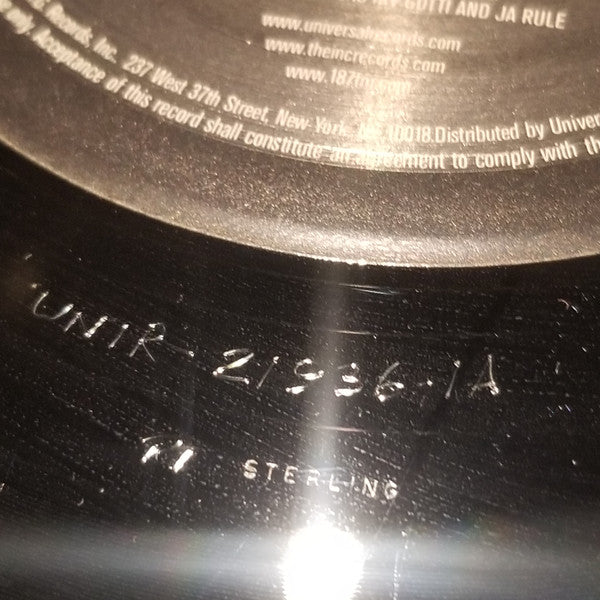 GOTTI AND JA RULE
www.universalrecords.com
www.theincrecords.com
Records, Inc. 237 West 37th Street, New York, 10018. Distributed by Univer
only. Acceptance of this record shall constitute an agreement to comply with the
UNIR-21936-1A
STERLING